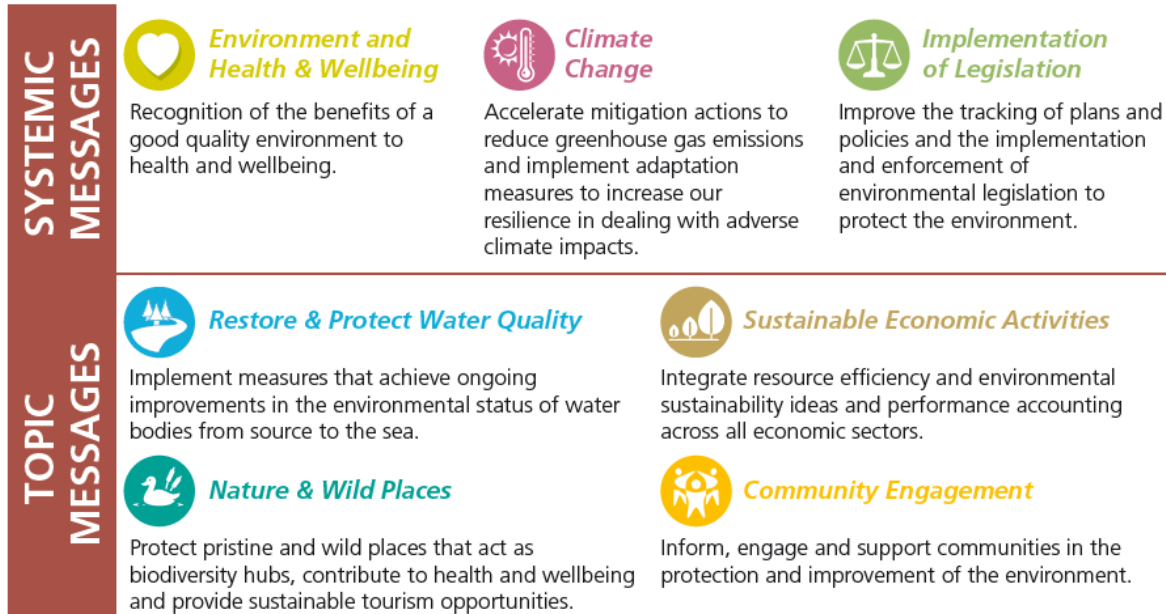 SYSTEMIC
MESSAGES
Environment and
Health & Wellbeing
Recognition of the benefits of a
good quality environment to
health and wellbeing.
Climate
Change
Accelerate mitigation actions to
reduce greenhouse gas emissions
and implement adaptation
measures to increase our
resilience in dealing with adverse
climate impacts.
Implementation
of Legislation
Improve the tracking of plans and
policies and the implementation
and enforcement of
environmental legislation to
protect the environment.
TOPIC
MESSAGES
Restore & Protect Water Quality
Implement measures that achieve ongoing
improvements in the environmental status of water
bodies from source to the sea.
Sustainable Economic Activities
Integrate resource efficiency and environmental
sustainability ideas and performance accounting
across all economic sectors.
Nature & Wild Places
Protect pristine and wild places that act as
biodiversity hubs, contribute to health and wellbeing
and provide sustainable tourism opportunities.
Community Engagement
Inform, engage and support communities in the
protection and improvement of the environment.